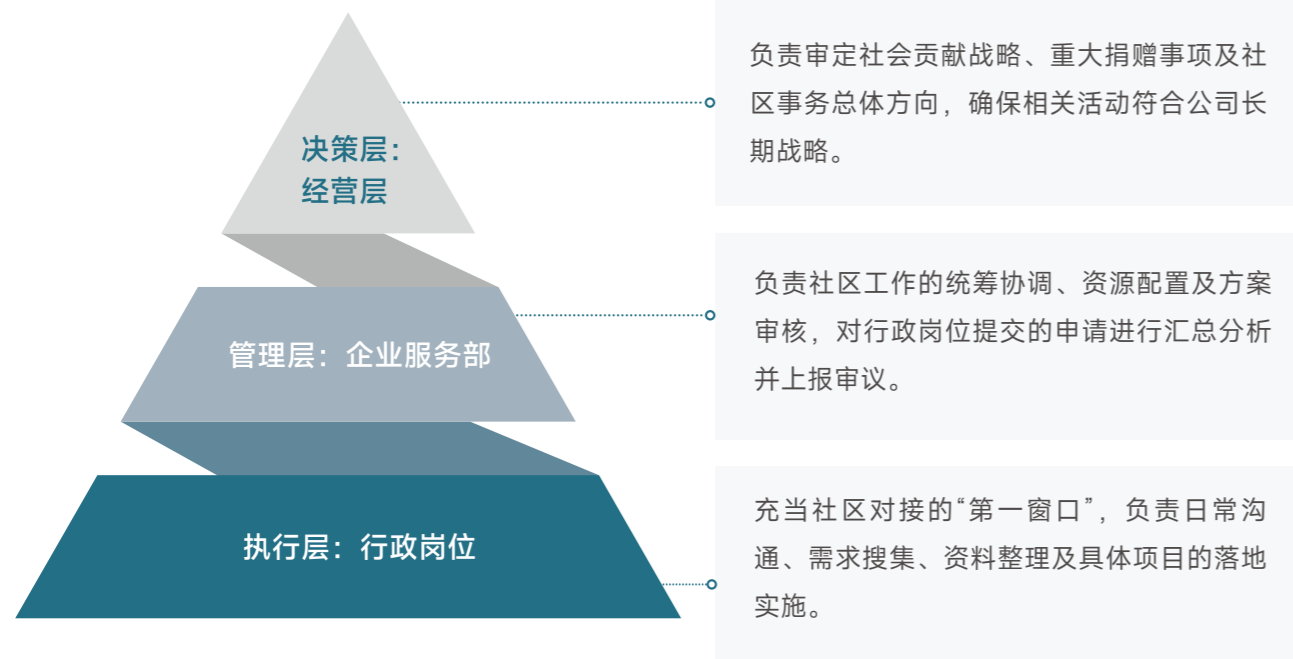 决策层：
经营层
负责审定社会贡献战略、重大捐赠事项及社
区事务总体方向，确保相关活动符合公司长
期战略。
管理层：企业服务部
负责社区工作的统筹协调、资源配置及方案
审核，对行政岗位提交的申请进行汇总分析
并上报审议。
执行层：行政岗位
充当社区对接的“第一窗口”，负责日常沟
通、需求搜集、资料整理及具体项目的落地
实施。